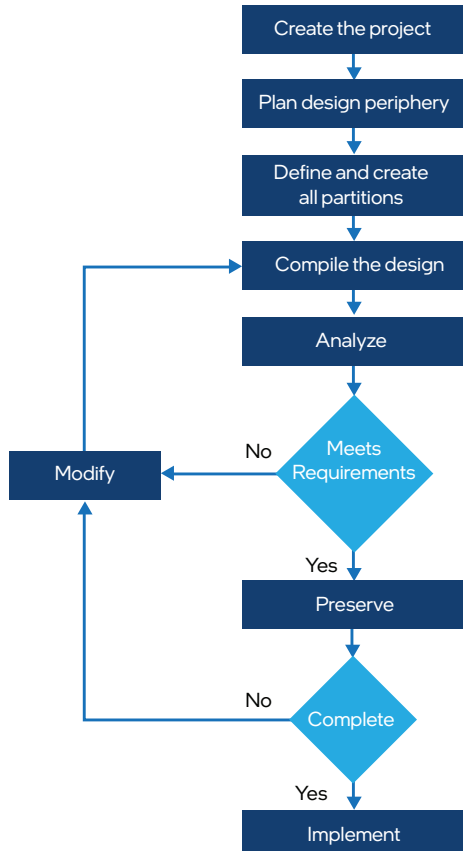 Create the project
Plan design periphery
Define and create
all partitions
Compile the design
Analyze
Meets
Requirements
No
Modify
Yes
Preserve
No
Complete
Yes
Implement